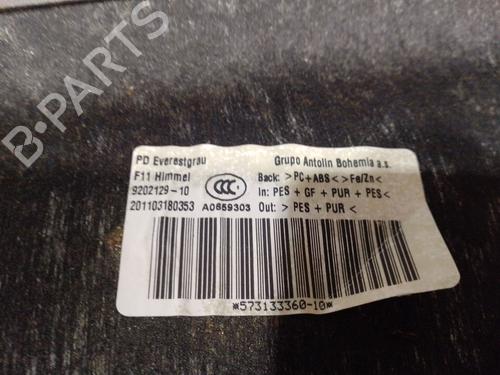 PD Everestgrau
F11 Himmel
9202129-10
201103180353
CCC
A0659303
Grupo Antolin Bohemia a.s.
Back: >PC+ABS<>Fe/Zn<
In: PES + GF + PUR + PES<
Out: >PES + PUR<
*573133360-10*
B-PARTS